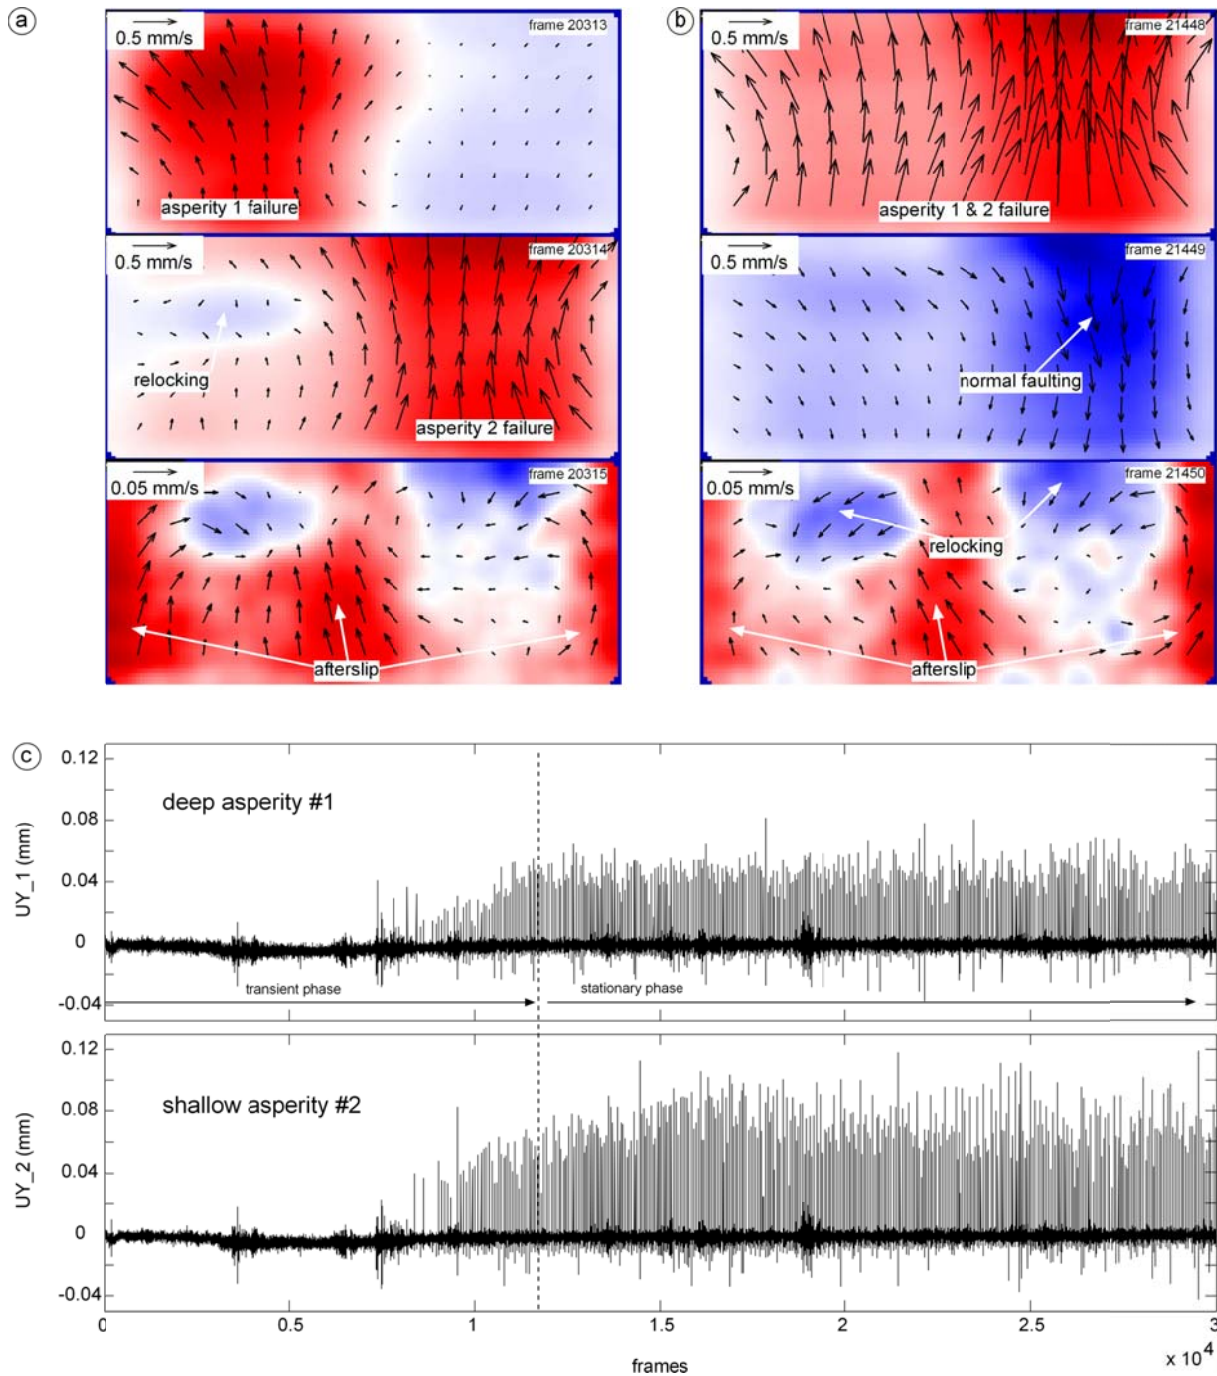 a
0.5 mm/s
frame 20313
asperity 1 failure
0.5 mm/s
frame 20314
relocking
asperity 2 failure
0.05 mm/s
frame 20315
afterslip
b
0.5 mm/s
frame 21448
asperity 1 & 2 failure
0.5 mm/s
frame 21449
normal faulting
0.05 mm/s
frame 21450
relocking
afterslip
c
0.12
0.08
0.04
0
-0.04
UY_1 (mm)
deep asperity #1
transient phase
stationary phase
0.12
0.08
0.04
0
-0.04
UY_2 (mm)
shallow asperity #2
0 0.5 1 1.5 2 2.5 3
x 10^4
frames